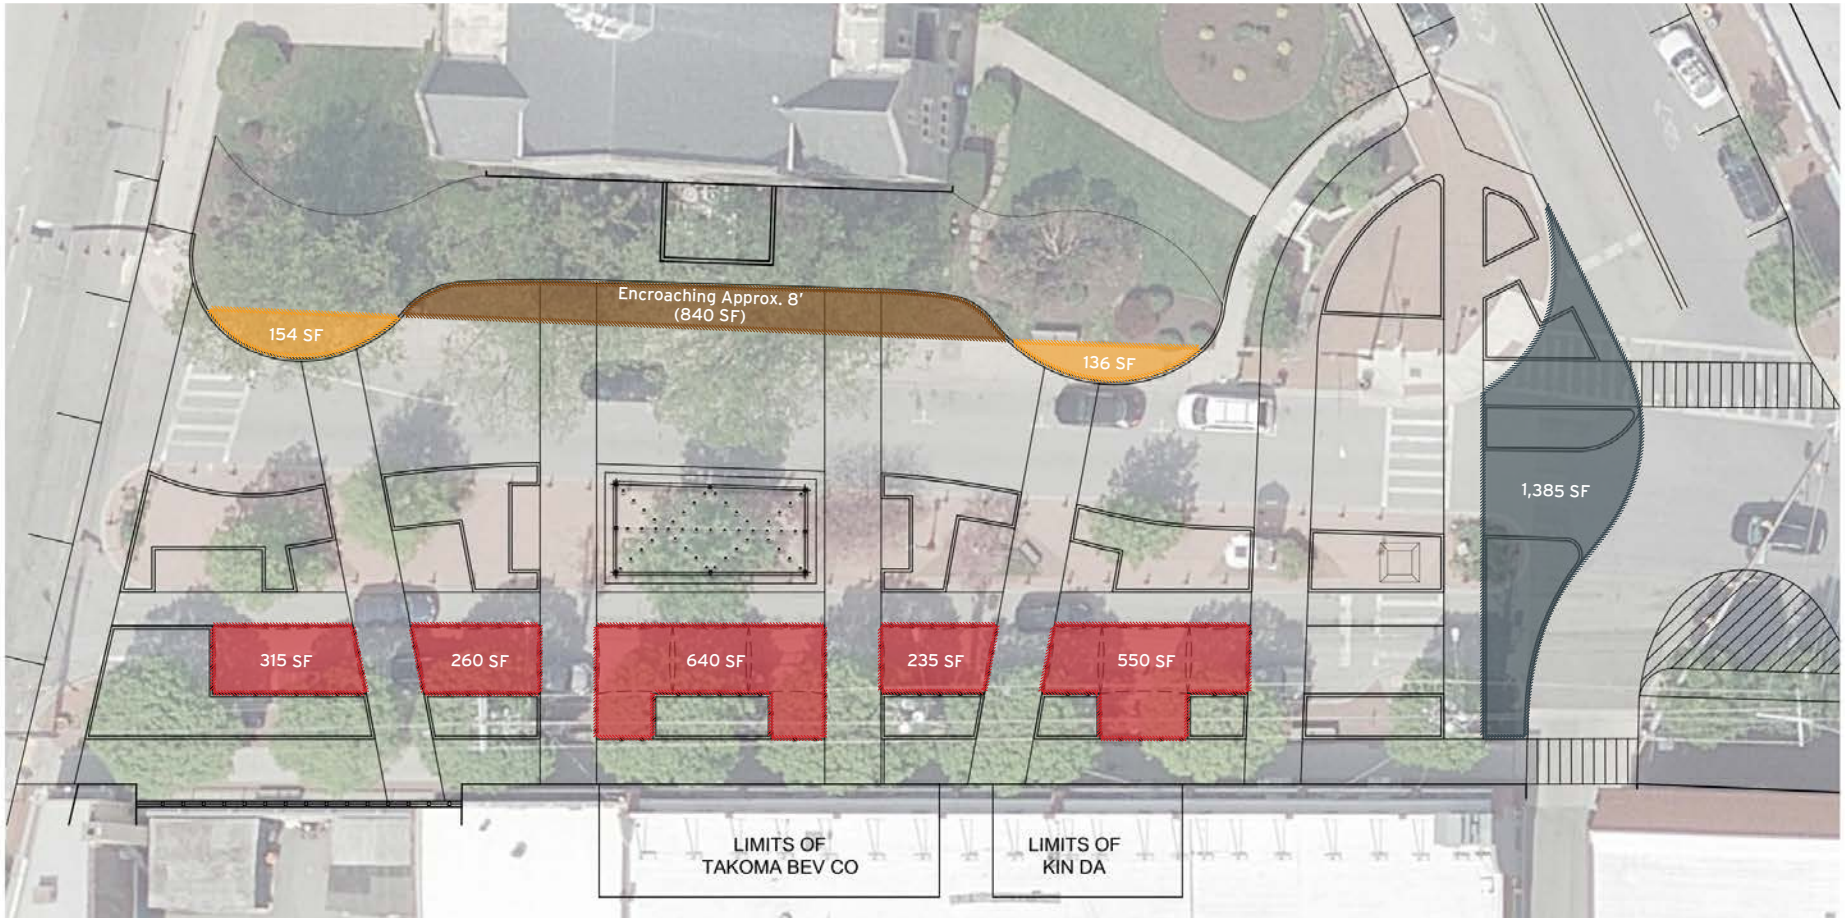 Encroaching Approx. 8’
(840 SF)
154 SF
136 SF
1,385 SF
315 SF
260 SF
640 SF
235 SF
550 SF
LIMITS OF
TAKOMA BEV CO
LIMITS OF
KIN DA